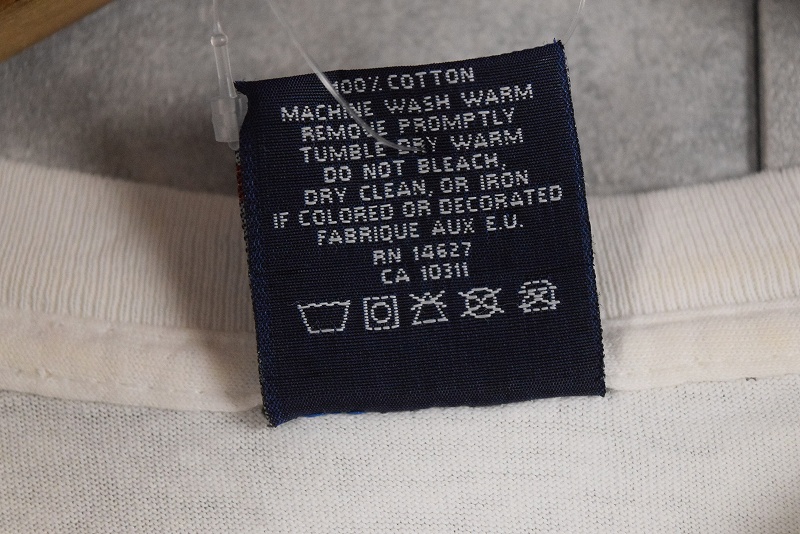 100% COTTON
MACHINE WASH WARM
REMOVE PROMPTLY
TUMBLE DRY WARM
DO NOT BLEACH,
DRY CLEAN, OR IRON
IF COLORED OR DECORATED
FABRIQUE AUX E.U.
RN 14627
CA 10311